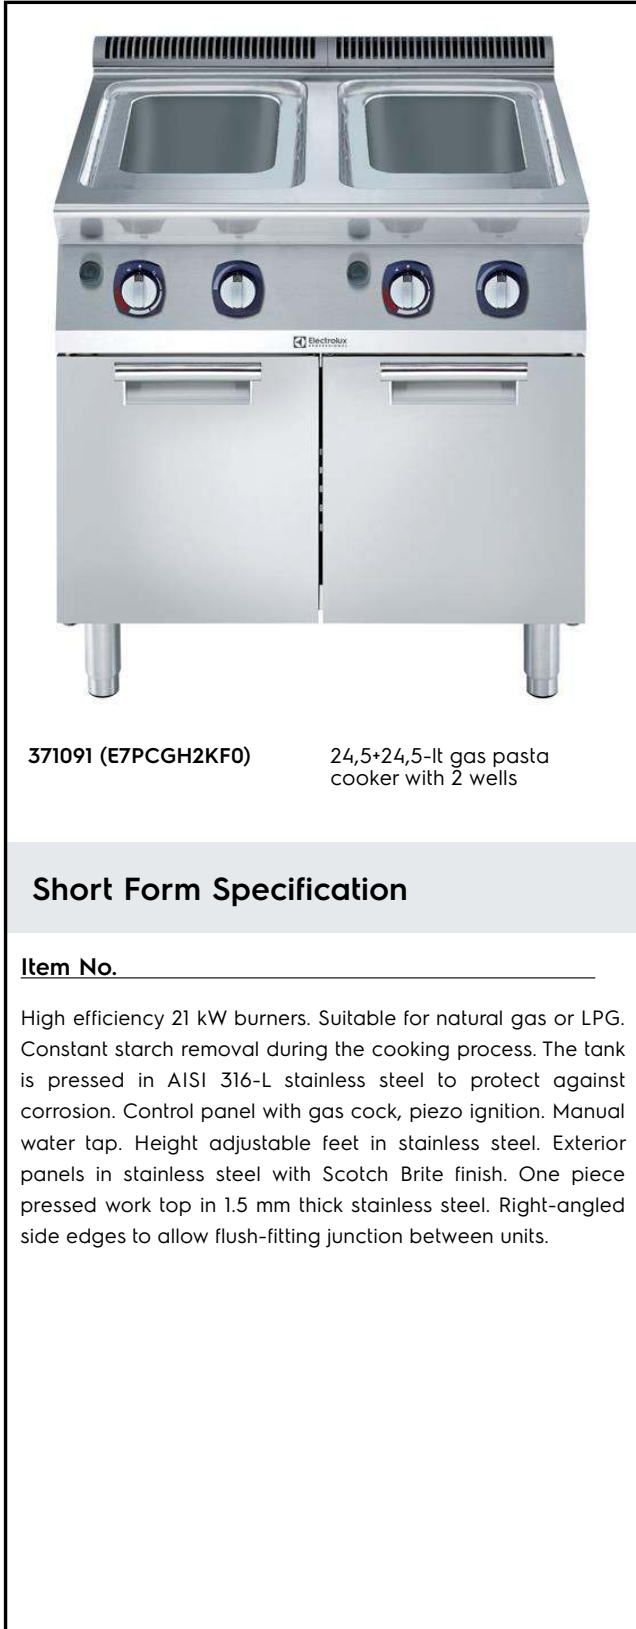 Electrolux
PROFESSIONAL
371091 (E7PCGH2KF0)
24,5+24,5-lt gas pasta
cooker with 2 wells
Short Form Specification
Item No.
High efficiency 21 kW burners. Suitable for natural gas or LPG.
Constant starch removal during the cooking process. The tank
is pressed in AISI 316-L stainless steel to protect against
corrosion. Control panel with gas cock, piezo ignition. Manual
water tap. Height adjustable feet in stainless steel. Exterior
panels in stainless steel with Scotch Brite finish. One piece
pressed work top in 1.5 mm thick stainless steel. Right-angled
side edges to allow flush-fitting junction between units.